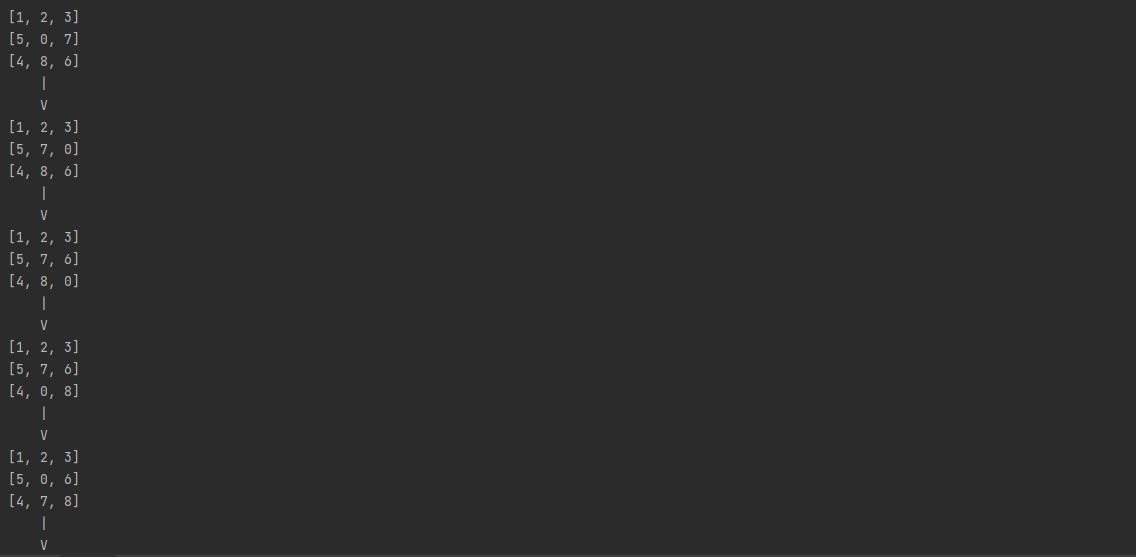 [1, 2, 3]
[5, 0, 7]
[4, 8, 6]
|
V
[1, 2, 3]
[5, 7, 0]
[4, 8, 6]
|
V
[1, 2, 3]
[5, 7, 6]
[4, 8, 0]
|
V
[1, 2, 3]
[5, 7, 6]
[4, 0, 8]
|
V
[1, 2, 3]
[5, 0, 6]
[4, 7, 8]
|
V